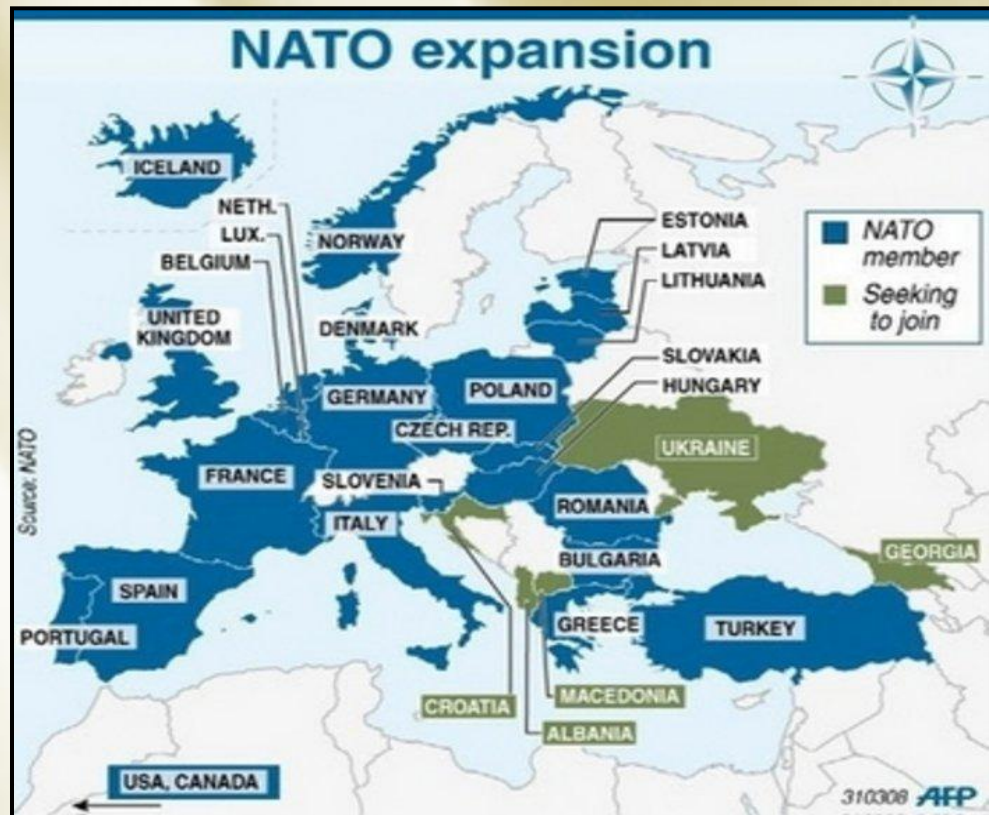 NATO expansion
ICELAND
NETH.
LUX.
BELGIUM
NORWAY
ESTONIA
LATVIA
LITHUANIA
NATO
member
Seeking
to join
UNITED
KINGDOM
DENMARK
SLOVAKIA
HUNGARY
GERMANY
POLAND
CZECH REP.
UKRAINE
FRANCE
SLOVENIA
ROMANIA
ITALY
BULGARIA
GEORGIA
SPAIN
PORTUGAL
GREECE
TURKEY
CROATIA
MACEDONIA
ALBANIA
USA, CANADA
Source: NATO
310308 AFP